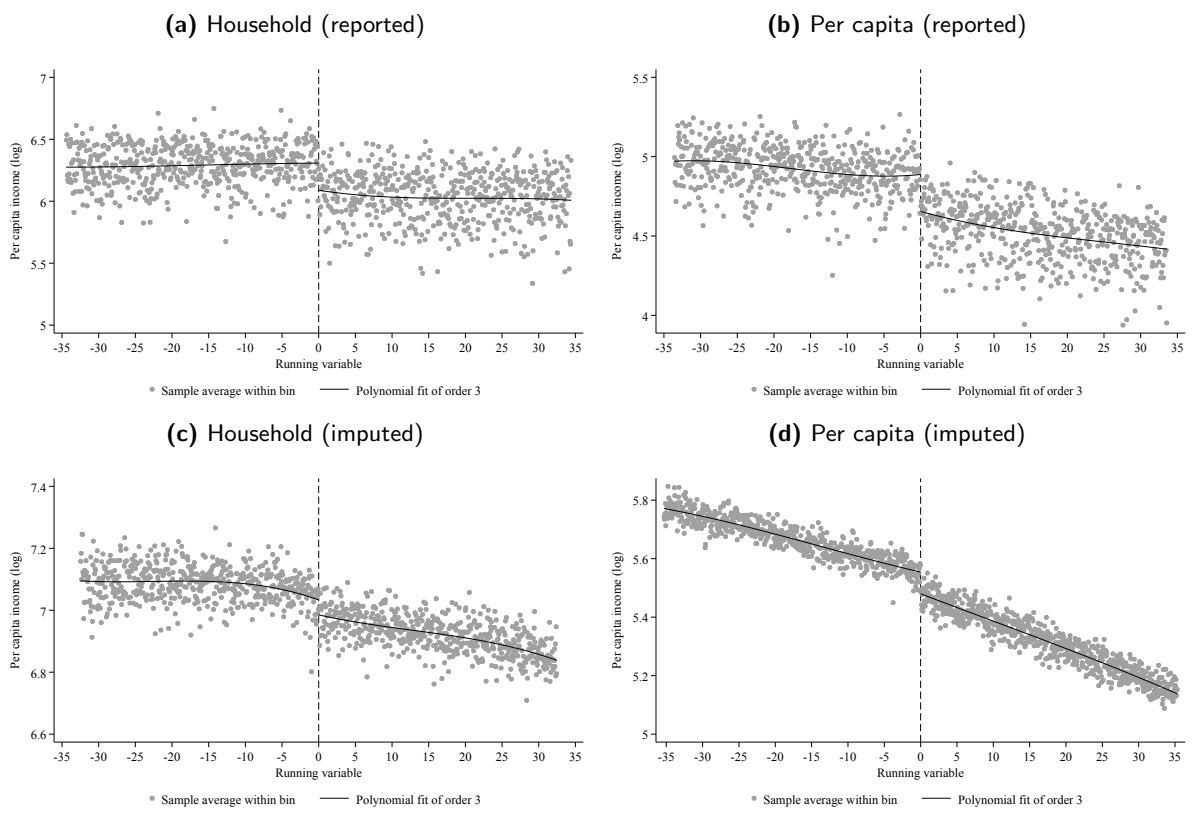 (a) Household (reported)
Per capita income (log)
7
6.5
6
5.5
5
-35 -30 -25 -20 -15 -10 -5 0 5 10 15 20 25 30 35
Running variable
Sample average within bin Polynomial fit of order 3
(b) Per capita (reported)
Per capita income (log)
5.5
5
4.5
4
-35 -30 -25 -20 -15 -10 -5 0 5 10 15 20 25 30 35
Running variable
Sample average within bin Polynomial fit of order 3
(c) Household (imputed)
Per capita income (log)
7.4
7.2
7
6.8
6.6
-35 -30 -25 -20 -15 -10 -5 0 5 10 15 20 25 30 35
Running variable
Sample average within bin Polynomial fit of order 3
(d) Per capita (imputed)
Per capita income (log)
5.8
5.6
5.4
5.2
5
-35 -30 -25 -20 -15 -10 -5 0 5 10 15 20 25 30 35
Running variable
Sample average within bin Polynomial fit of order 3